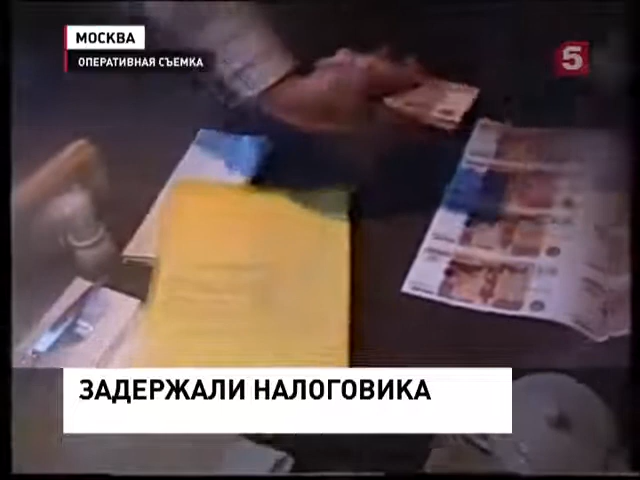 МОСКВА
ОПЕРАТИВНАЯ СЪЕМКА
5
ЗАДЕРЖАЛИ НАЛОГОВИКА